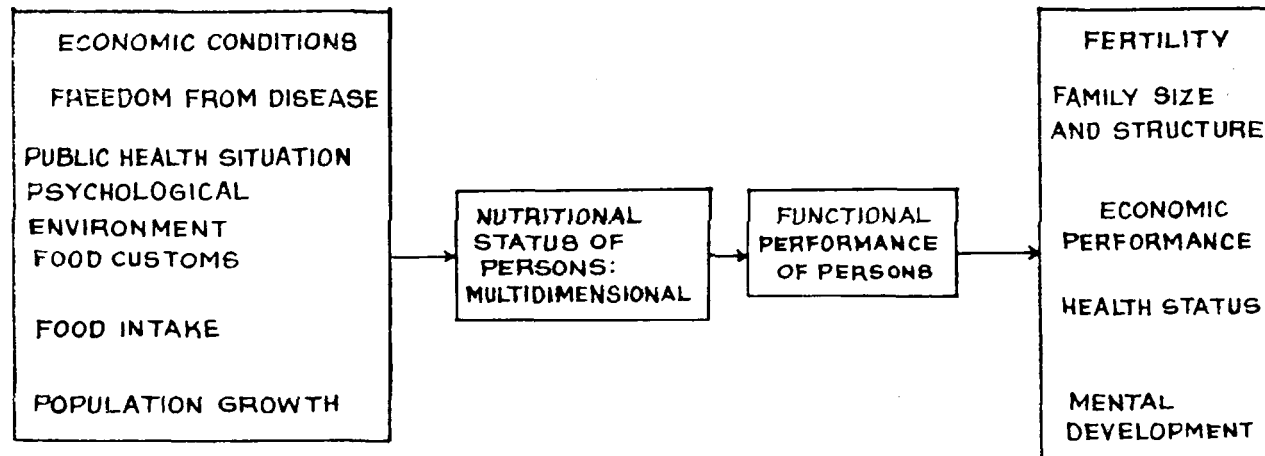 ECONOMIC CONDITIONS
FREEDOM FROM DISEASE
PUBLIC HEALTH SITUATION
PSYCHOLOGICAL
ENVIRONMENT
FOOD CUSTOMS
FOOD INTAKE
POPULATION GROWTH
NUTRITIONAL
STATUS OF
PERSONS:
MULTIDIMENSIONAL
FUNCTIONAL
PERFORMANCE
OF PERSONS
FERTILITY
FAMILY SIZE
AND STRUCTURE
ECONOMIC
PERFORMANCE
HEALTH STATUS
MENTAL
DEVELOPMENT